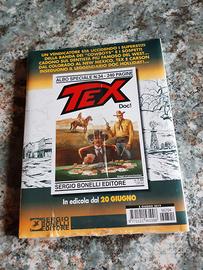 UN VENDICATORE STA UCCIDENDO I SUPERSTITI
DELLA BANDA DEI "COWBOYS" E I SOSPETTI
CADONO SUL DENTISTA PIÙ FAMOSO DEL WEST...
DAL COLORADO AL NEW MEXICO, TEX E CARSON
INSEGUONO IL LEGGENDARIO DOC HOLLIDAY...
ALBO SPECIALE N.34 - 240 PAGINE
TEX
Doc!
SERGIO BONELLI EDITORE
In edicola dal 20 GIUGNO
SERGIO
BONELLI
EDITORE